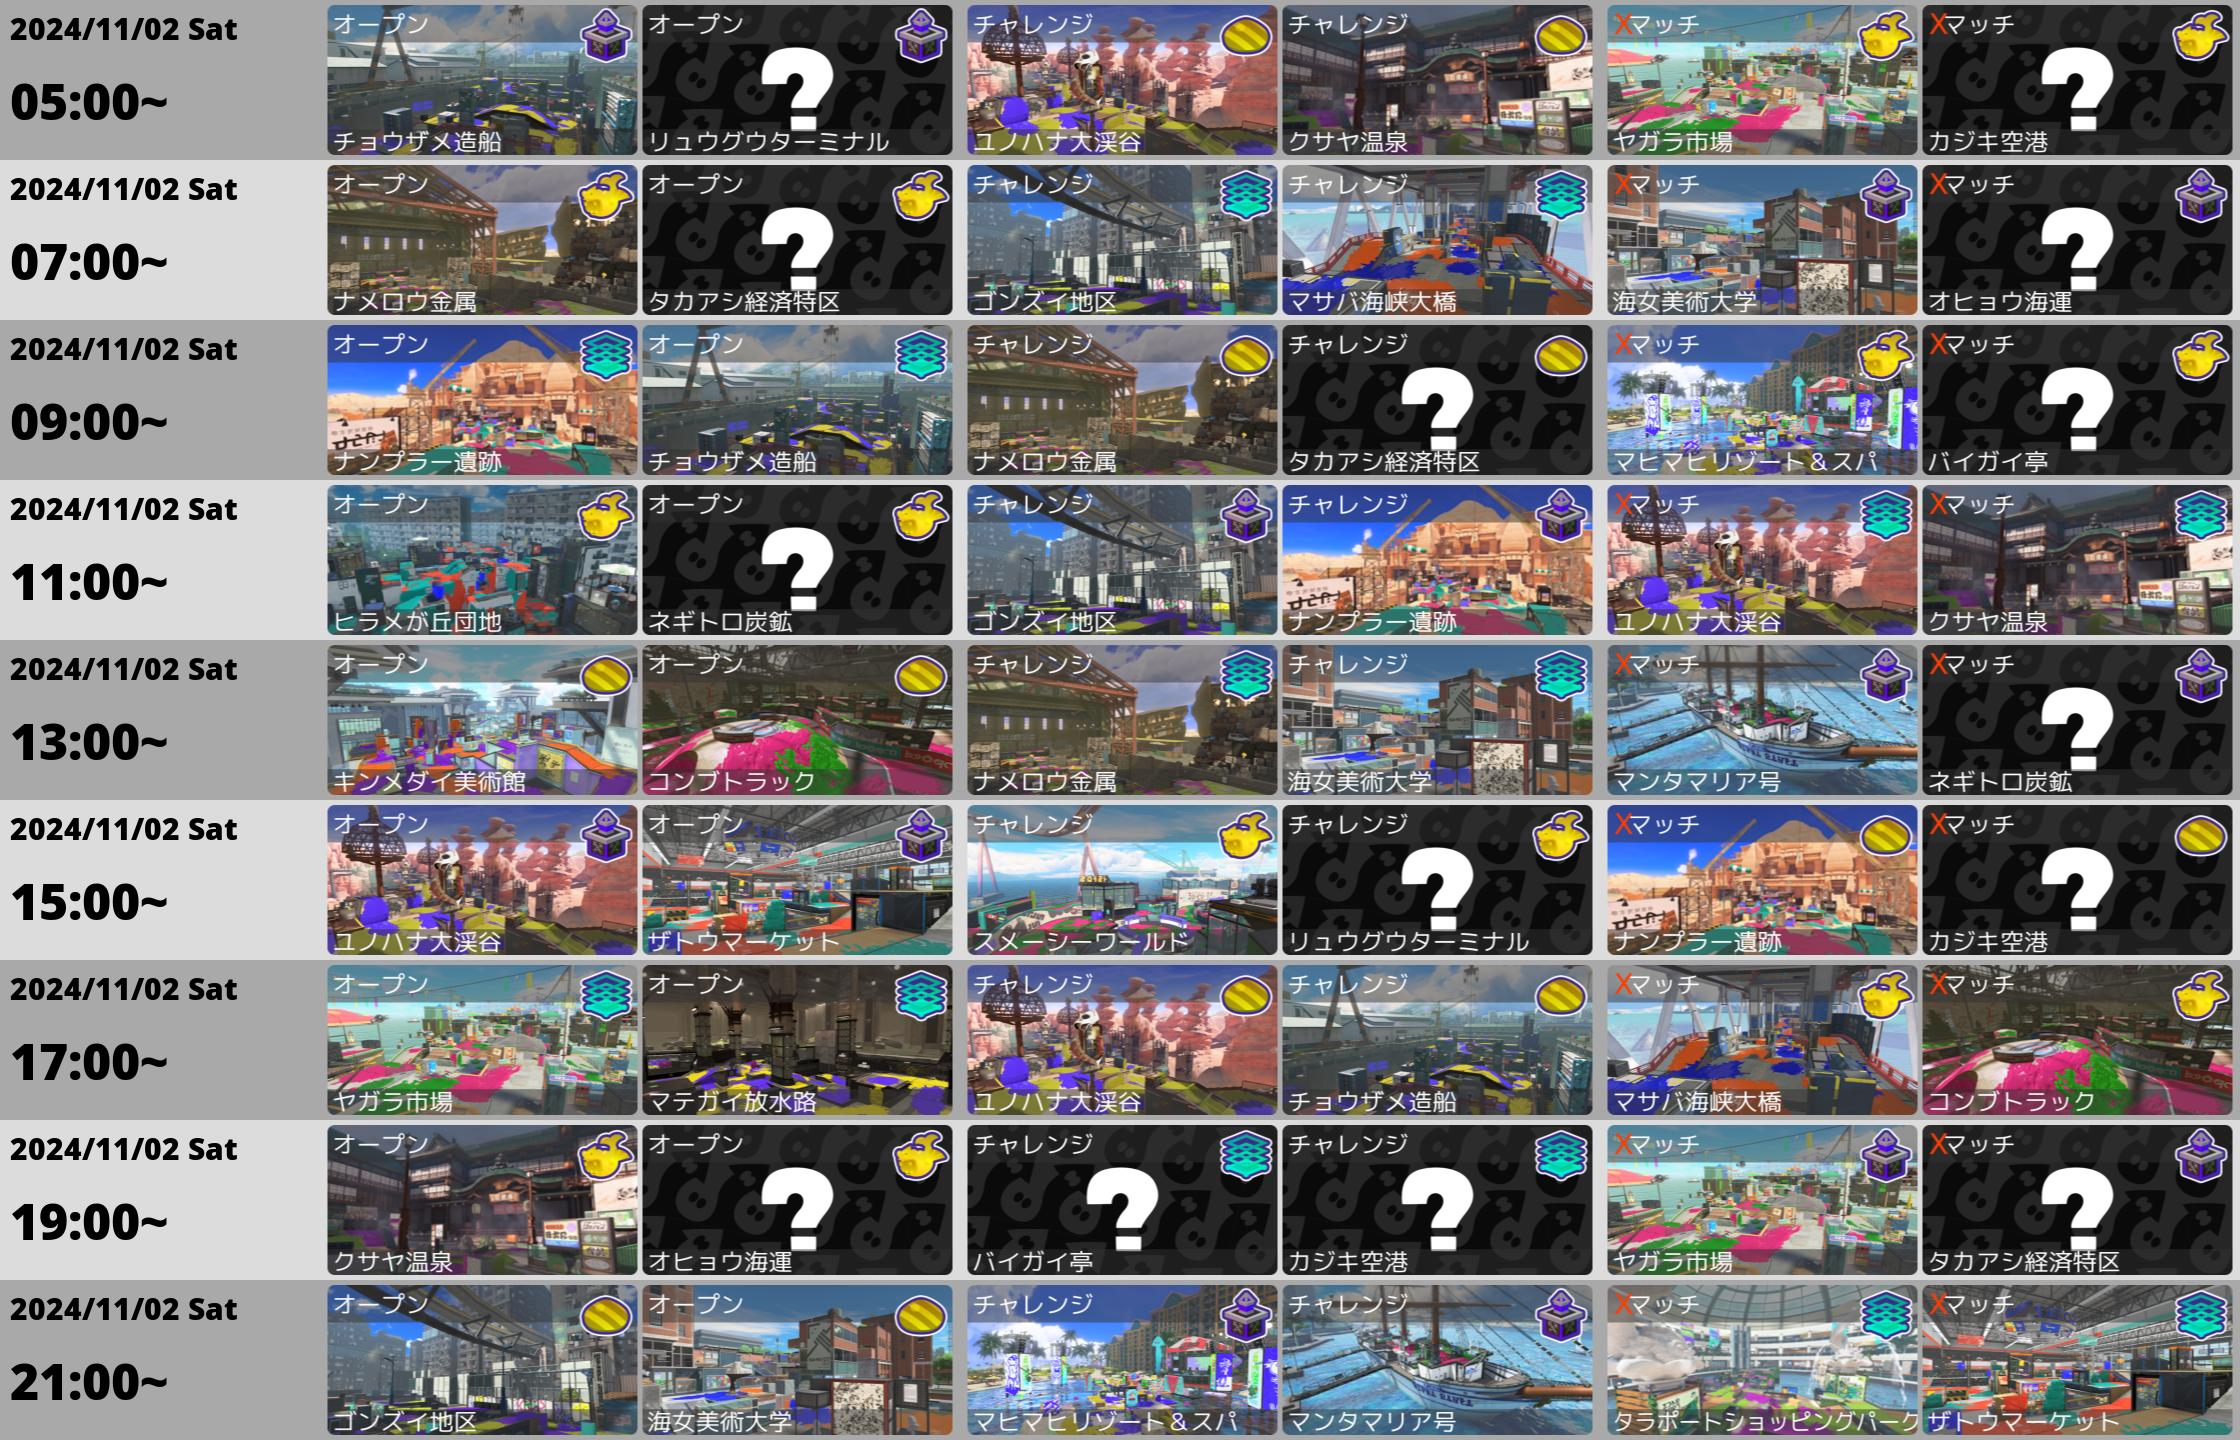 2024/11/02 Sat
05:00~
オープン
チョウザメ造船
オープン
?
リュウグウターミナル
チャレンジ
ユノハナ大渓谷
チャレンジ
クサヤ温泉
Xマッチ
ヤガラ市場
Xマッチ
?
カジキ空港
2024/11/02 Sat
07:00~
オープン
ナメロウ金属
オープン
?
タカアシ経済特区
チャレンジ
ゴンズイ地区
チャレンジ
マサバ海峡大橋
Xマッチ
海女美術大学
Xマッチ
?
オヒョウ海運
2024/11/02 Sat
09:00~
オープン
ナンプラー遺跡
オープン
チョウザメ造船
チャレンジ
ナメロウ金属
チャレンジ
?
タカアシ経済特区
Xマッチ
マヒマヒリゾート＆スパ
Xマッチ
?
バイガイ亭
2024/11/02 Sat
11:00~
オープン
ヒラメが丘団地
オープン
?
ネギトロ炭鉱
チャレンジ
ゴンズイ地区
チャレンジ
ナンプラー遺跡
Xマッチ
ユノハナ大渓谷
Xマッチ
クサヤ温泉
2024/11/02 Sat
13:00~
オープン
キンメダイ美術館
オープン
コンブトラック
チャレンジ
ナメロウ金属
チャレンジ
海女美術大学
Xマッチ
マンタマリア号
Xマッチ
?
ネギトロ炭鉱
2024/11/02 Sat
15:00~
オープン
ユノハナ大渓谷
オープン
ザトウマーケット
チャレンジ
スメーシーワールド
チャレンジ
?
リュウグウターミナル
Xマッチ
ナンプラー遺跡
Xマッチ
?
カジキ空港
2024/11/02 Sat
17:00~
オープン
ヤガラ市場
オープン
マテガイ放水路
チャレンジ
ユノハナ大渓谷
チャレンジ
チョウザメ造船
Xマッチ
マサバ海峡大橋
Xマッチ
コンブトラック
2024/11/02 Sat
19:00~
オープン
クサヤ温泉
オープン
?
オヒョウ海運
チャレンジ
?
バイガイ亭
チャレンジ
?
カジキ空港
Xマッチ
ヤガラ市場
Xマッチ
?
タカアシ経済特区
2024/11/02 Sat
21:00~
オープン
ゴンズイ地区
オープン
海女美術大学
チャレンジ
マヒマヒリゾート＆スパ
チャレンジ
マンタマリア号
Xマッチ
タラポートショッピングパーク
Xマッチ
ザトウマーケット